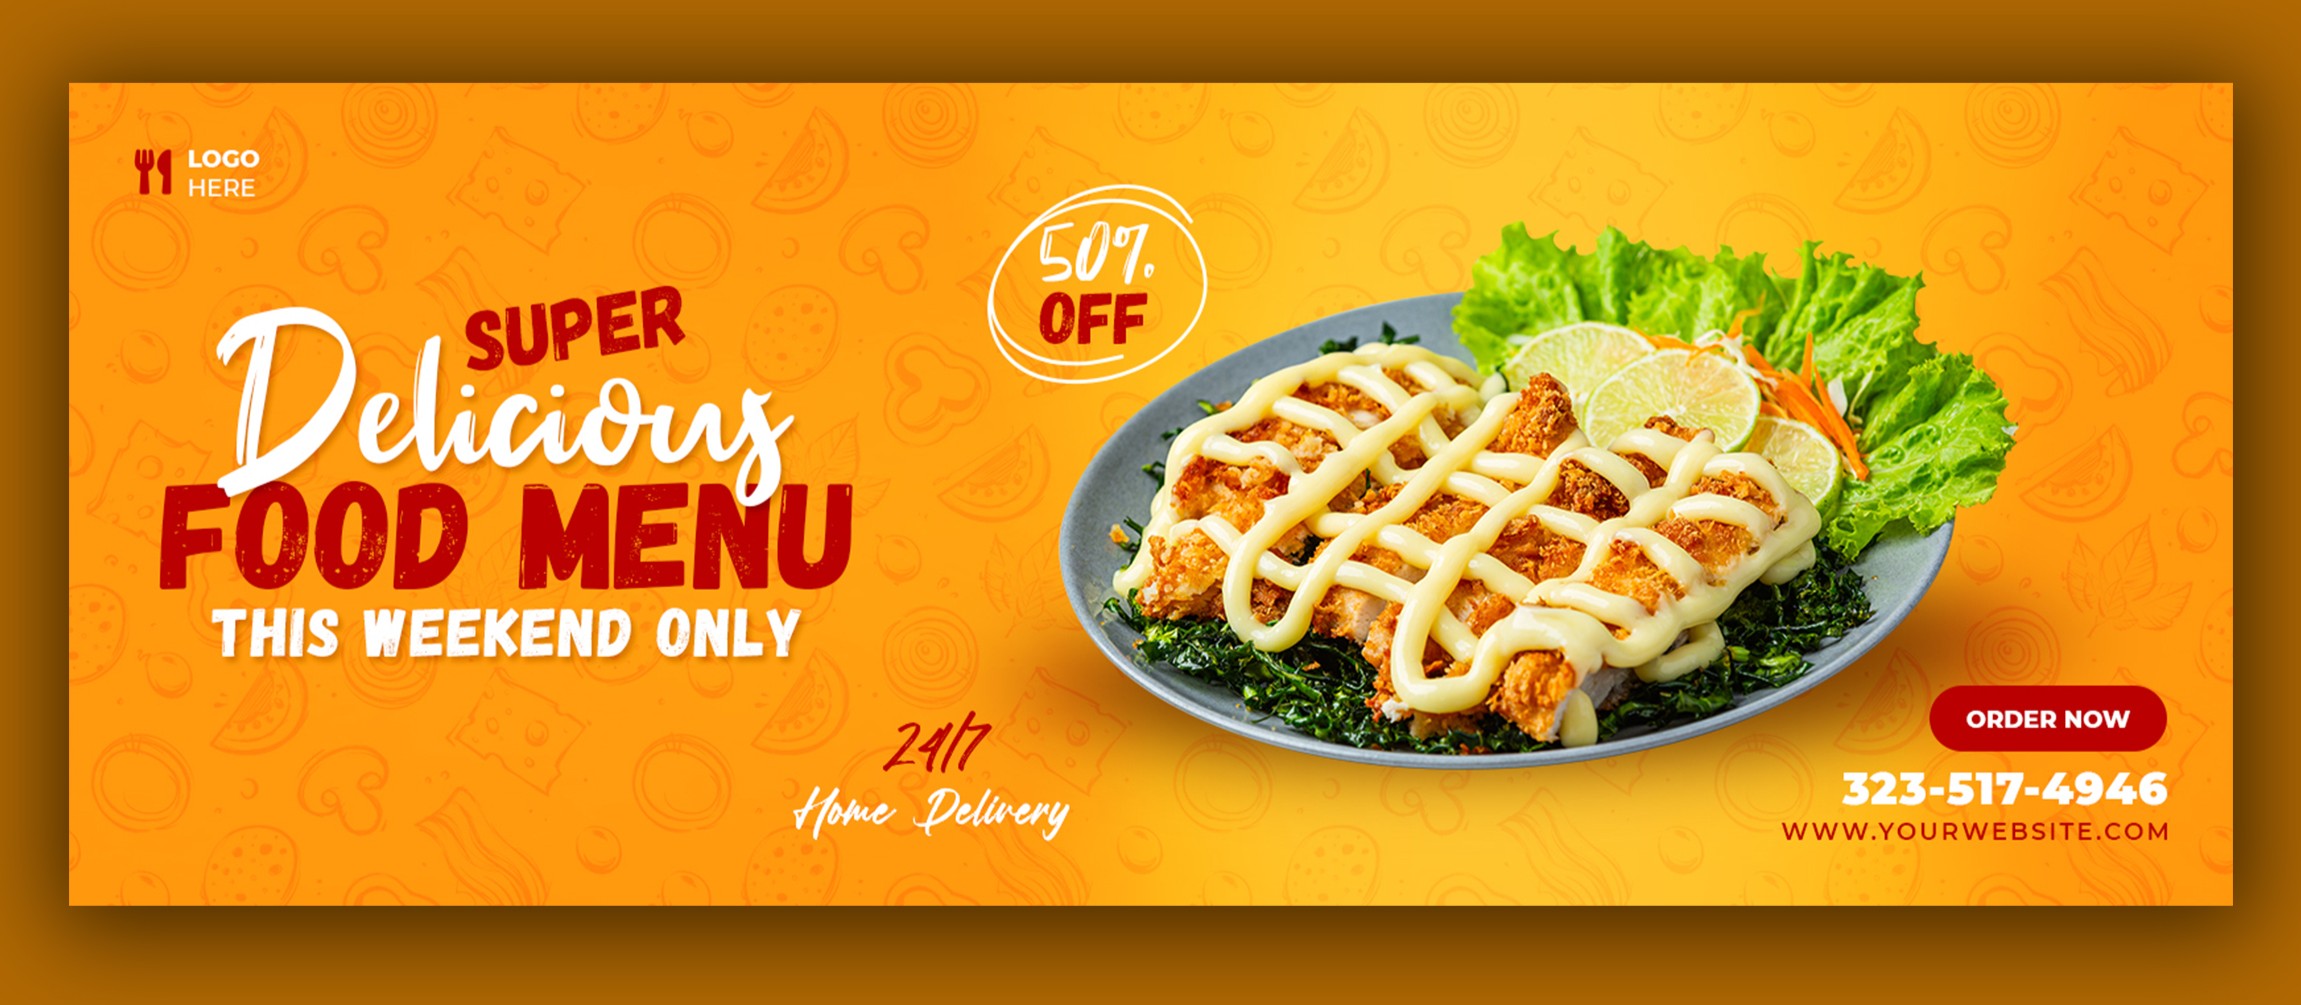 LOGO
HERE
SUPER
Delicious
FOOD MENU
THIS WEEKEND ONLY
50%
OFF
24/7
Home Delivery
ORDER NOW
323-517-4946
WWW.YOURWEBSITE.COM